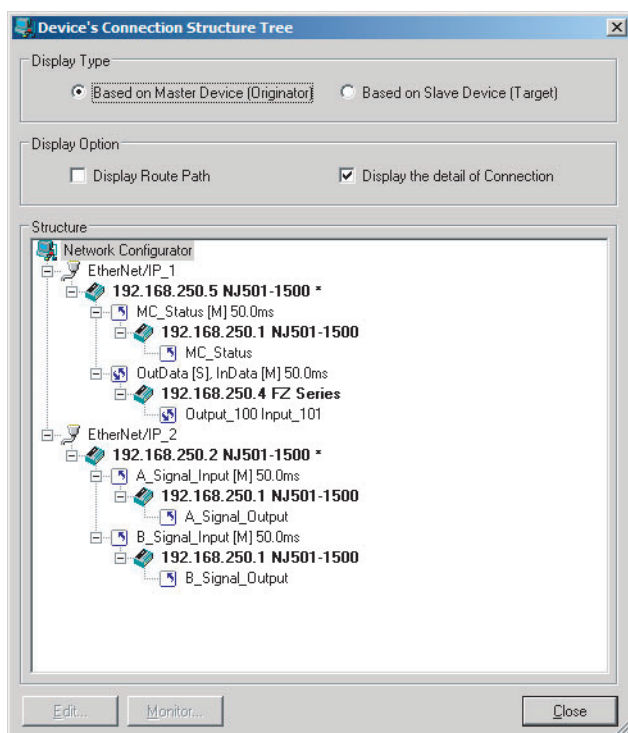 Device's Connection Structure Tree
Display Type
Based on Master Device (Originator) Based on Slave Device (Target)
Display Option
Display Route Path Display the detail of Connection
Structure
Network Configurator
EtherNet/IP_1
192.168.250.5 NJ501-1500 *
MC_Status [M] 50.0ms
192.168.250.1 NJ501-1500
MC_Status
OutData [S], InData [M] 50.0ms
192.168.250.4 FZ Series
Output_100 Input_101
EtherNet/IP_2
192.168.250.2 NJ501-1500 *
A_Signal_Input [M] 50.0ms
192.168.250.1 NJ501-1500
A_Signal_Output
B_Signal_Input [M] 50.0ms
192.168.250.1 NJ501-1500
B_Signal_Output
Edit... Monitor... Close